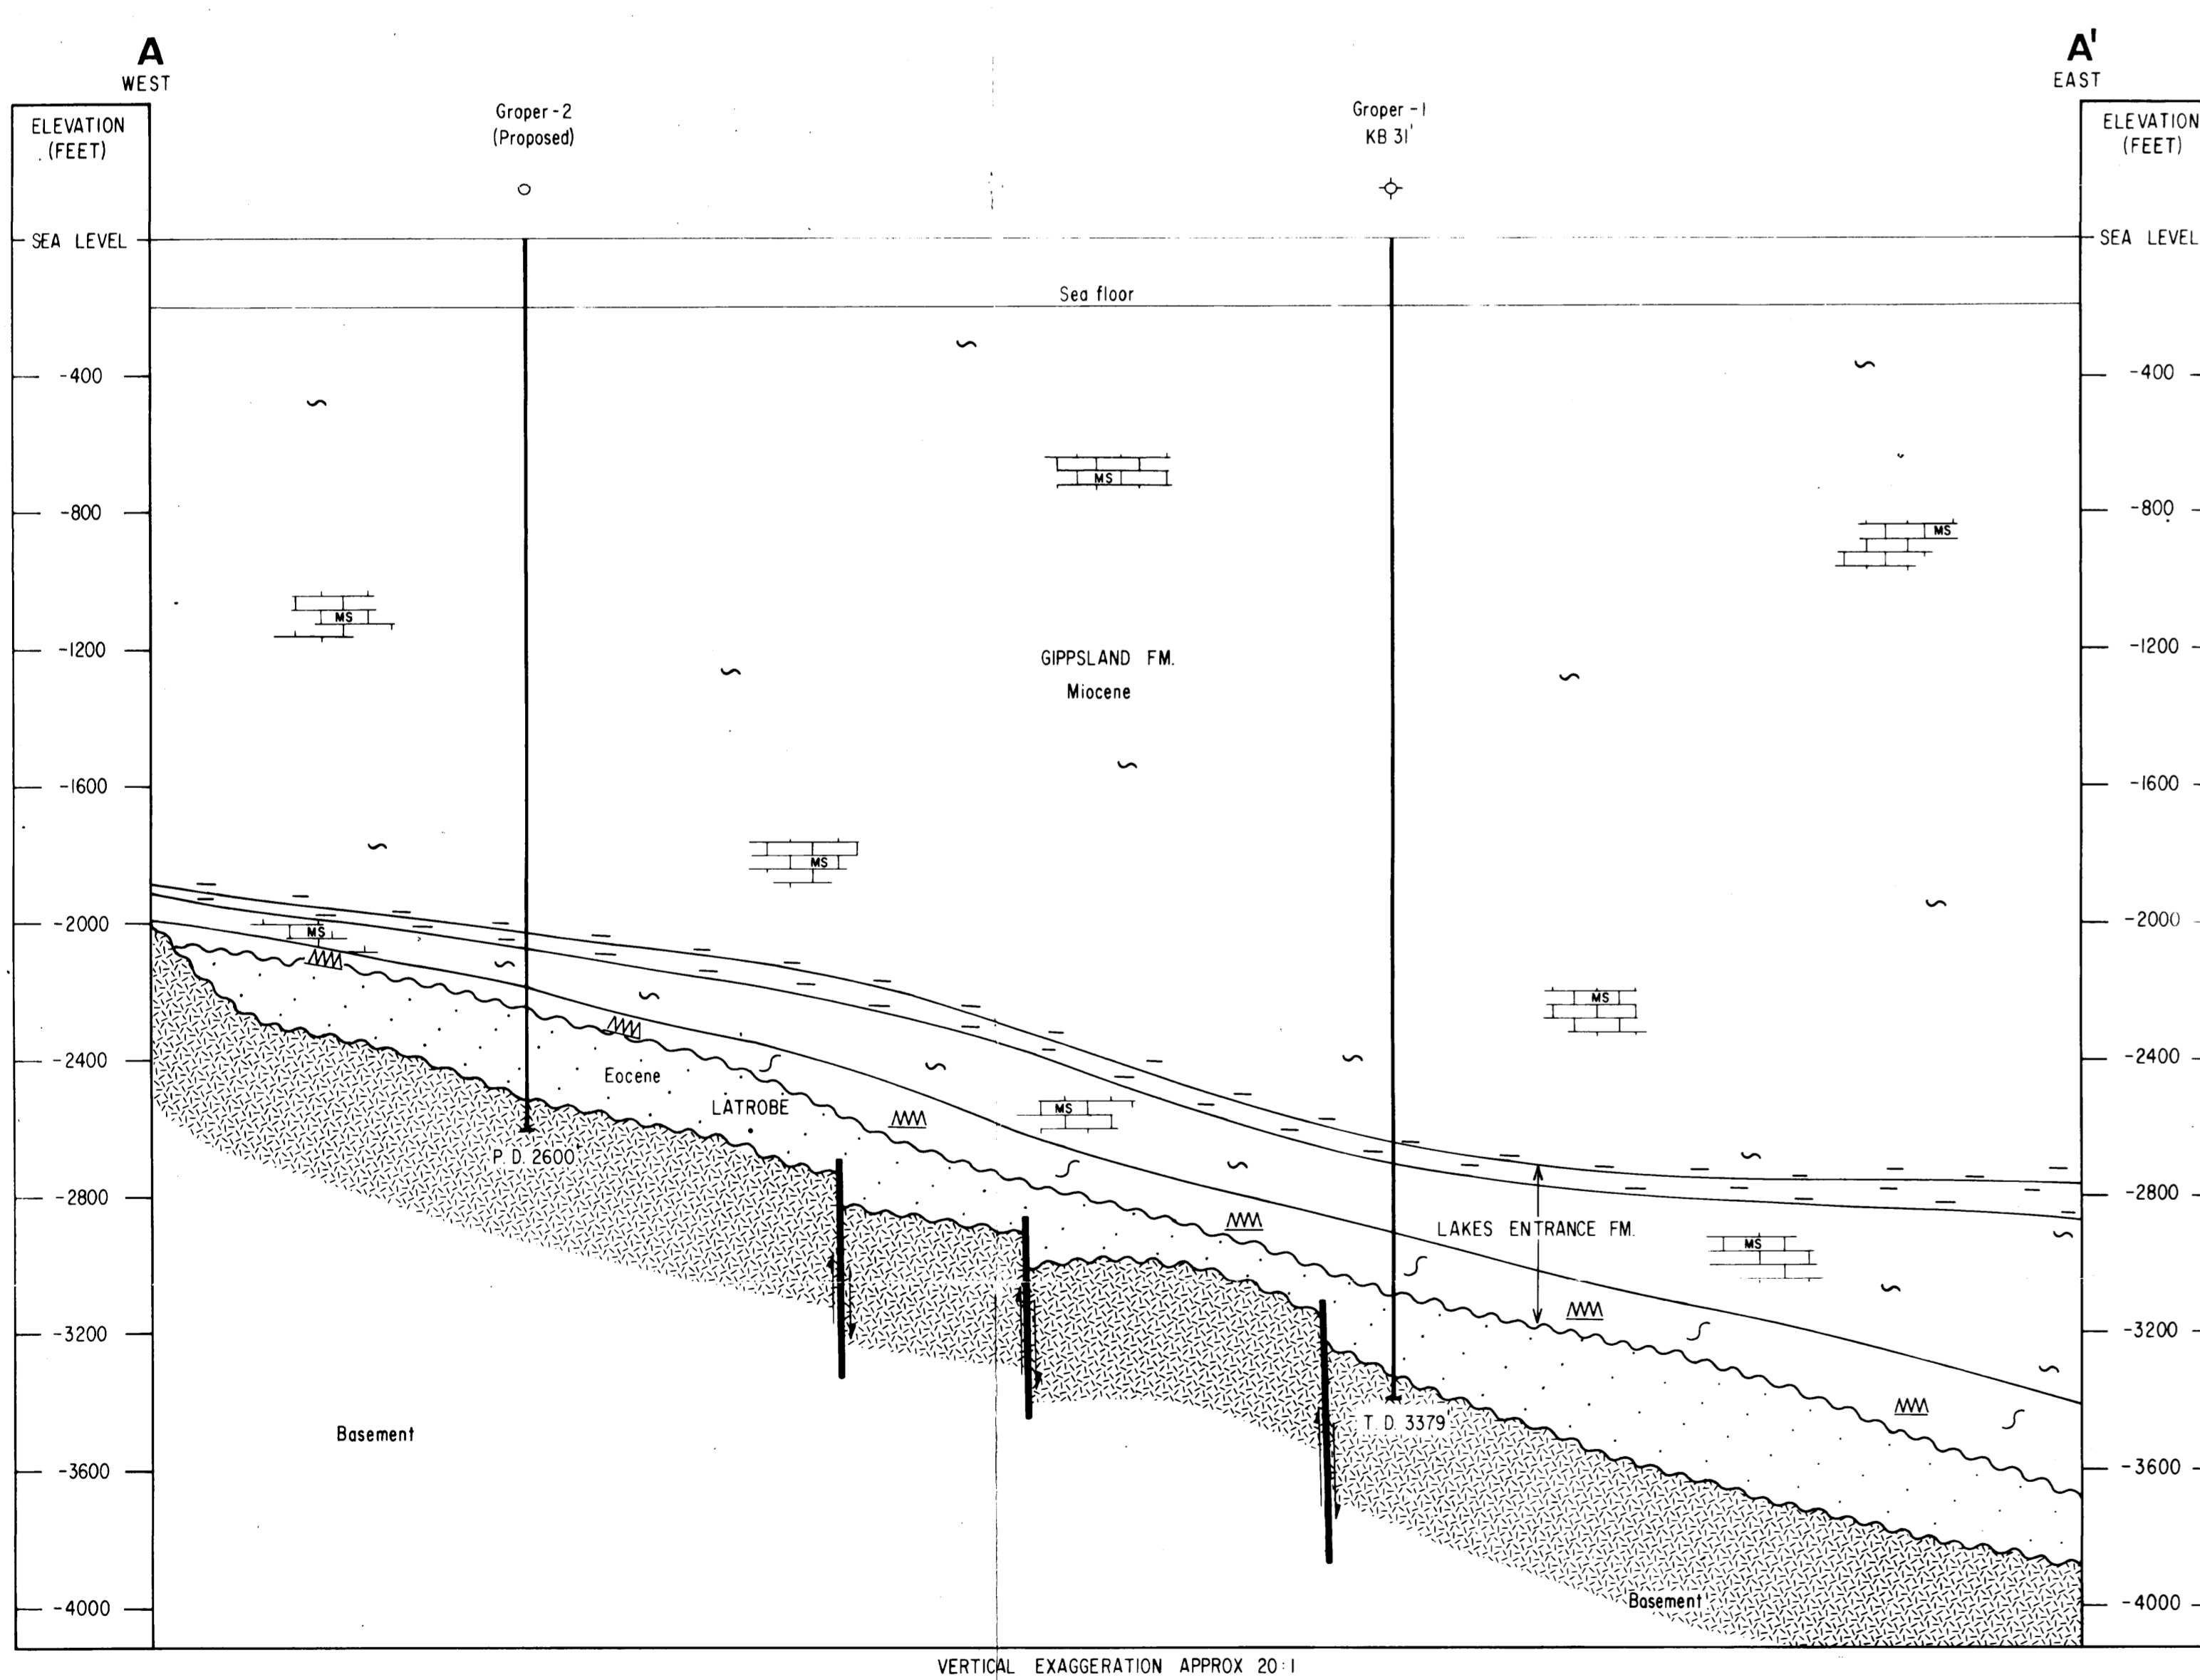 A
WEST
A'
EAST
ELEVATION
(FEET)
Groper-2
(Proposed)
Groper-1
KB 31'
ELEVATION
(FEET)
SEA LEVEL
SEA LEVEL
Sea floor
-400
-400
MS
-800
-800
MS
MS
-1200
-1200
GIPPSLAND FM.
Miocene
-1600
-1600
MS
-2000
-2000
MS
MS
-2400
-2400
Eocene
LATROBE
MS
P.D. 2600'
-2800
-2800
LAKES ENTRANCE FM.
MS
-3200
-3200
T.D. 3379'
Basement
-3600
-3600
Basement
-4000
-4000
VERTICAL EXAGGERATION APPROX 20:1